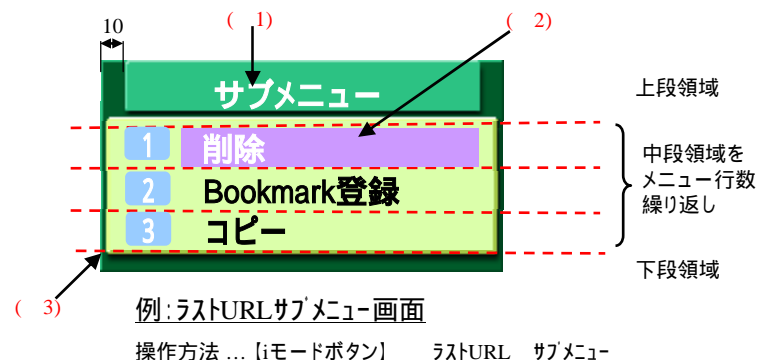 10
( 1)
( 2)
サブメニュー
上段領域
1 削除
2 Bookmark登録
3 コピー
中段領域を
メニュー行数
繰り返し
下段領域
( 3)
例:ラストURLサブメニュー画面
操作方法 … 【iモードボタン】 ラストURL サブメニュー